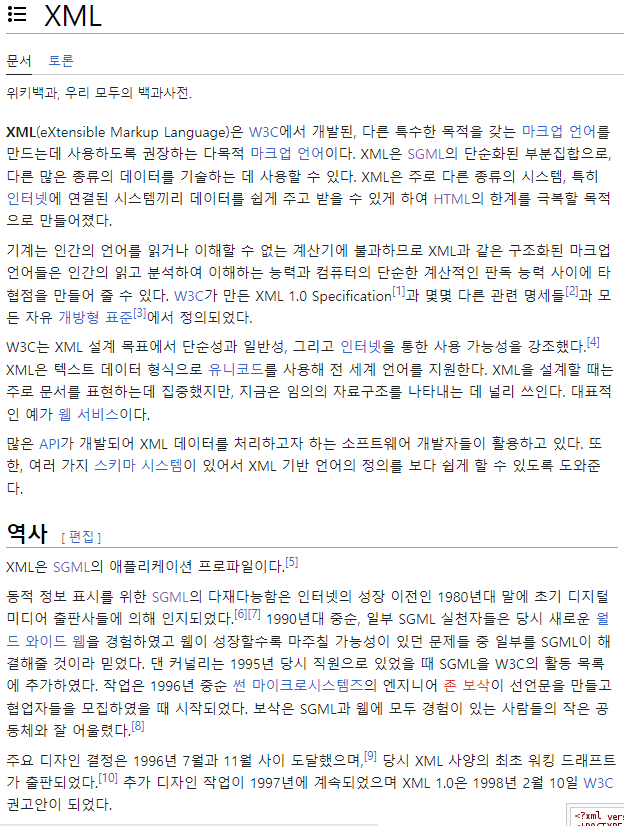 XML
문서 토론
위키백과, 우리 모두의 백과사전.
XML(eXtensible Markup Language)은 W3C에서 개발된, 다른 특수한 목적을 갖는 마크업 언어를
만드는데 사용하도록 권장하는 다목적 마크업 언어이다. XML은 SGML의 단순화된 부분집합으로,
다른 많은 종류의 데이터를 기술하는 데 사용할 수 있다. XML은 주로 다른 종류의 시스템, 특히
인터넷에 연결된 시스템끼리 데이터를 쉽게 주고 받을 수 있게 하여 HTML의 한계를 극복할 목적
으로 만들어졌다.
기계는 인간의 언어를 읽거나 이해할 수 없는 계산기에 불과하므로 XML과 같은 구조화된 마크업
언어들은 인간의 읽고 분석하여 이해하는 능력과 컴퓨터의 단순한 계산적인 판독 능력 사이에 타
협점을 만들어 줄 수 있다. W3C가 만든 XML 1.0 Specification[1]과 몇몇 다른 관련 명세들[2]과 모
든 자유 개방형 표준[3]에서 정의되었다.
W3C는 XML 설계 목표에서 단순성과 일반성, 그리고 인터넷을 통한 사용 가능성을 강조했다.[4]
XML은 텍스트 데이터 형식으로 유니코드를 사용해 전 세계 언어를 지원한다. XML을 설계할 때는
주로 문서를 표현하는데 집중했지만, 지금은 임의의 자료구조를 나타내는 데 널리 쓰인다. 대표적
인 예가 웹 서비스이다.
많은 API가 개발되어 XML 데이터를 처리하고자 하는 소프트웨어 개발자들이 활용하고 있다. 또
한, 여러 가지 스키마 시스템이 있어서 XML 기반 언어의 정의를 보다 쉽게 할 수 있도록 도와준
다.
역사 [ 편집 ]
XML은 SGML의 애플리케이션 프로파일이다.[5]
동적 정보 표시를 위한 SGML의 다재다능함은 인터넷의 성장 이전인 1980년대 말에 초기 디지털
미디어 출판사들에 의해 인지되었다.[6][7] 1990년대 중순, 일부 SGML 실천자들은 당시 새로운 월
드 와이드 웹을 경험하였고 웹이 성장할수록 마주칠 가능성이 있던 문제들 중 일부를 SGML이 해
결해줄 것이라 믿었다. 댄 커널리는 1995년 당시 직원으로 있었을 때 SGML을 W3C의 활동 목록
에 추가하였다. 작업은 1996년 중순 썬 마이크로시스템즈의 엔지니어 존 보삭이 선언문을 만들고
협업자들을 모집하였을 때 시작되었다. 보삭은 SGML과 웹에 모두 경험이 있는 사람들의 작은 공
동체와 잘 어울렸다.[8]
주요 디자인 결정은 1996년 7월과 11월 사이 도달했으며,[9] 당시 XML 사양의 최초 워킹 드래프트
가 출판되었다.[10] 추가 디자인 작업이 1997년에 계속되었으며 XML 1.0은 1998년 2월 10일 W3C
권고안이 되었다.
<?xml vers